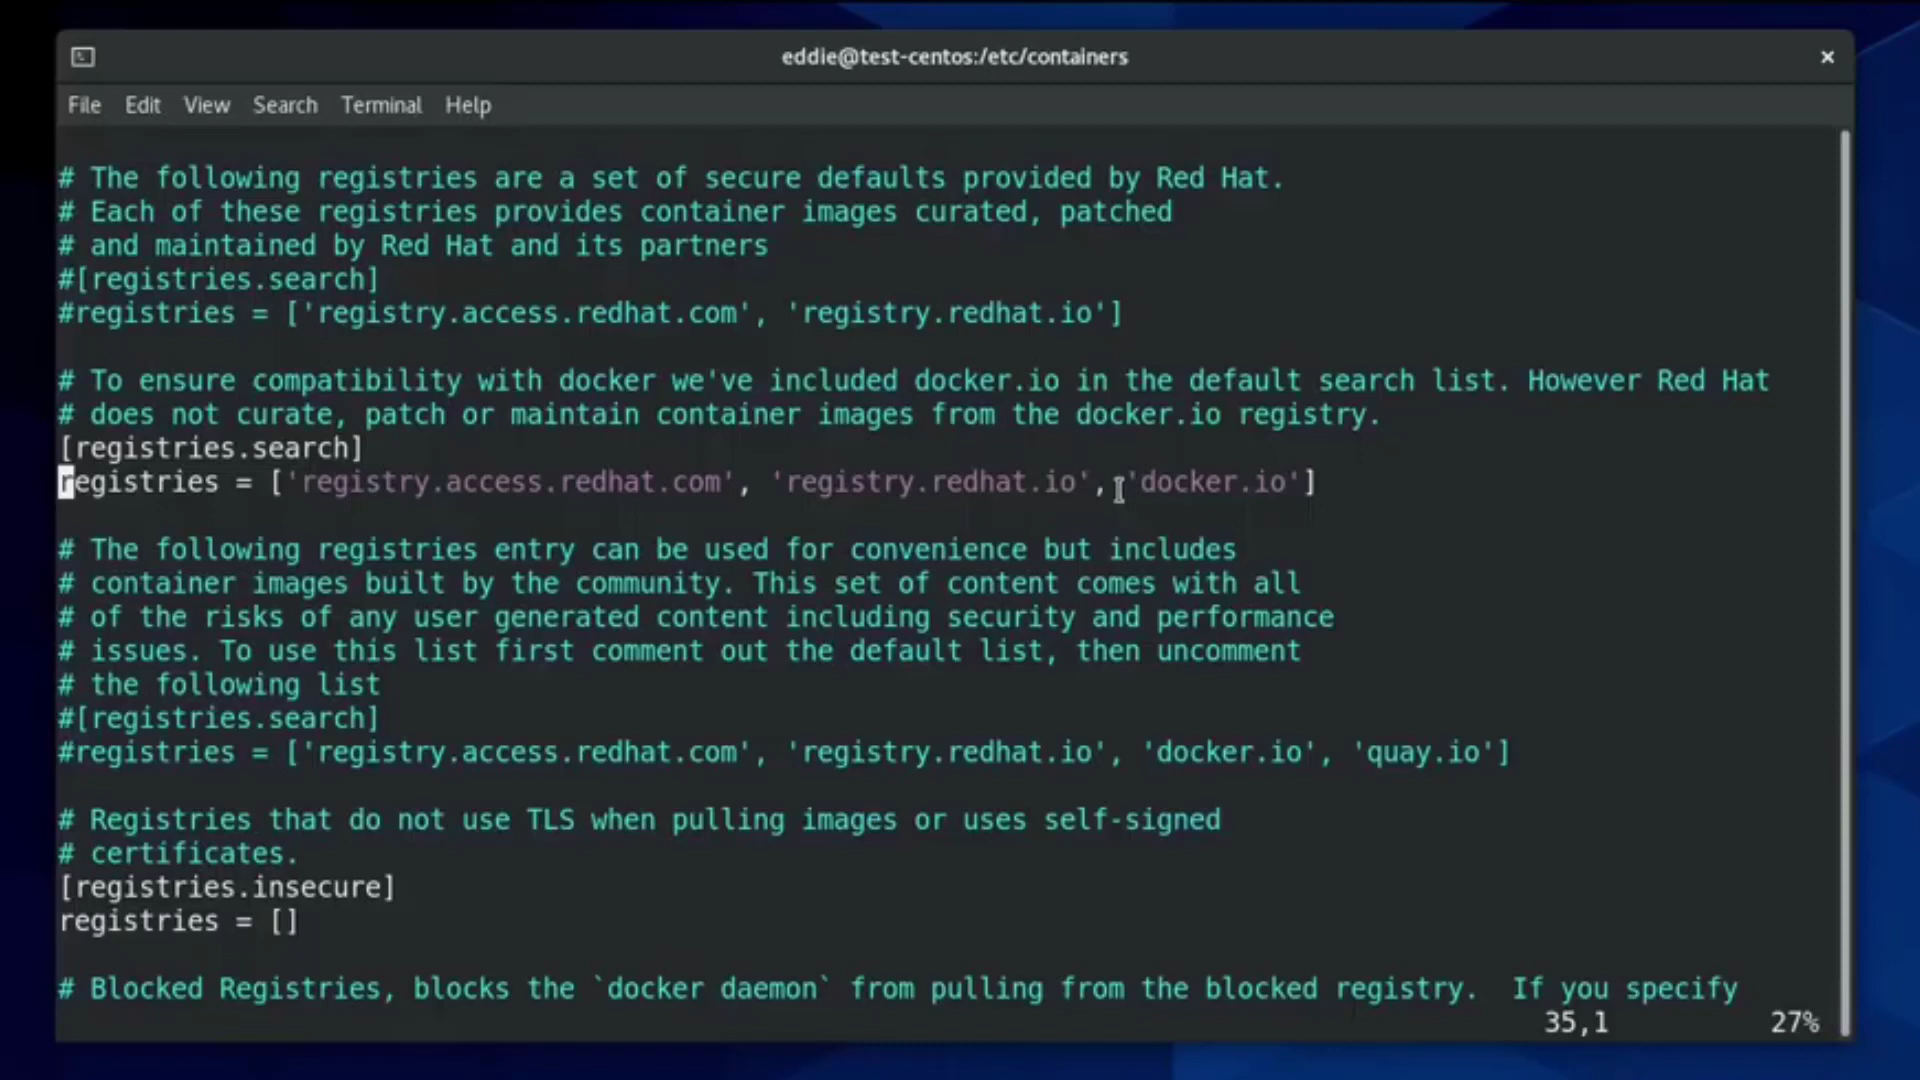 eddie@test-centos:/etc/containers
×
File Edit View Search Terminal Help
# The following registries are a set of secure defaults provided by Red Hat.
# Each of these registries provides container images curated, patched
# and maintained by Red Hat and its partners
#[registries.search]
#registries = ['registry.access.redhat.com', 'registry.redhat.io']
# To ensure compatibility with docker we've included docker.io in the default search list. However Red Hat
# does not curate, patch or maintain container images from the docker.io registry.
[registries.search]
registries = ['registry.access.redhat.com', 'registry.redhat.io', 'docker.io']
# The following registries entry can be used for convenience but includes
# container images built by the community. This set of content comes with all
# of the risks of any user generated content including security and performance
# issues. To use this list first comment out the default list, then uncomment
# the following list
#[registries.search]
#registries = ['registry.access.redhat.com', 'registry.redhat.io', 'docker.io', 'quay.io']
# Registries that do not use TLS when pulling images or uses self-signed
# certificates.
[registries.insecure]
registries = []
# Blocked Registries, blocks the `docker daemon` from pulling from the blocked registry.  If you specify
35,1 27%